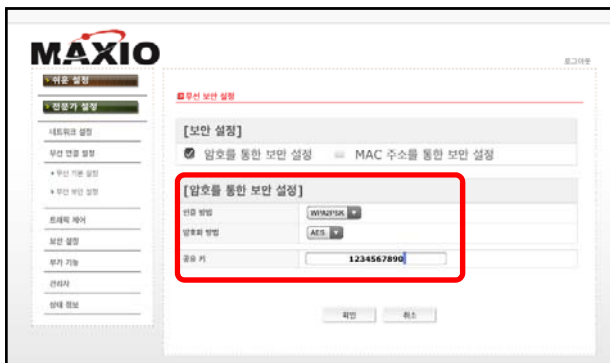 MAXIO
로그아웃
쉬운 설정
전문가 설정
네트워크 설정
무선 연결 설정
무선 기본 설정
무선 보안 설정
트래픽 제어
보안 설정
부가 기능
관리자
상태 정보
무선 보안 설정
[보안 설정]
암호를 통한 보안 설정 MAC 주소를 통한 보안 설정
[암호를 통한 보안 설정]
인증 방법 WPA2PSK
암호화 방법 AES
공유 키 1234567890
확인 취소